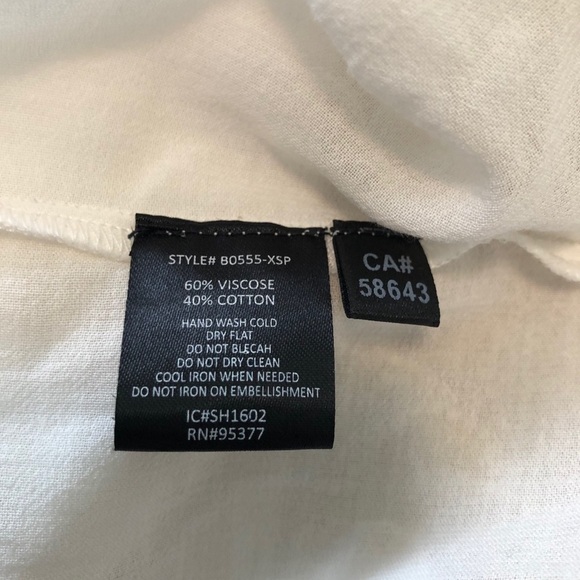 STYLE# B0555-XSP
60% VISCOSE
40% COTTON
HAND WASH COLD
DRY FLAT
DO NOT BLECAH
DO NOT DRY CLEAN
COOL IRON WHEN NEEDED
DO NOT IRON ON EMBELLISHMENT
IC#SH1602
RN#95377
CA#
58643